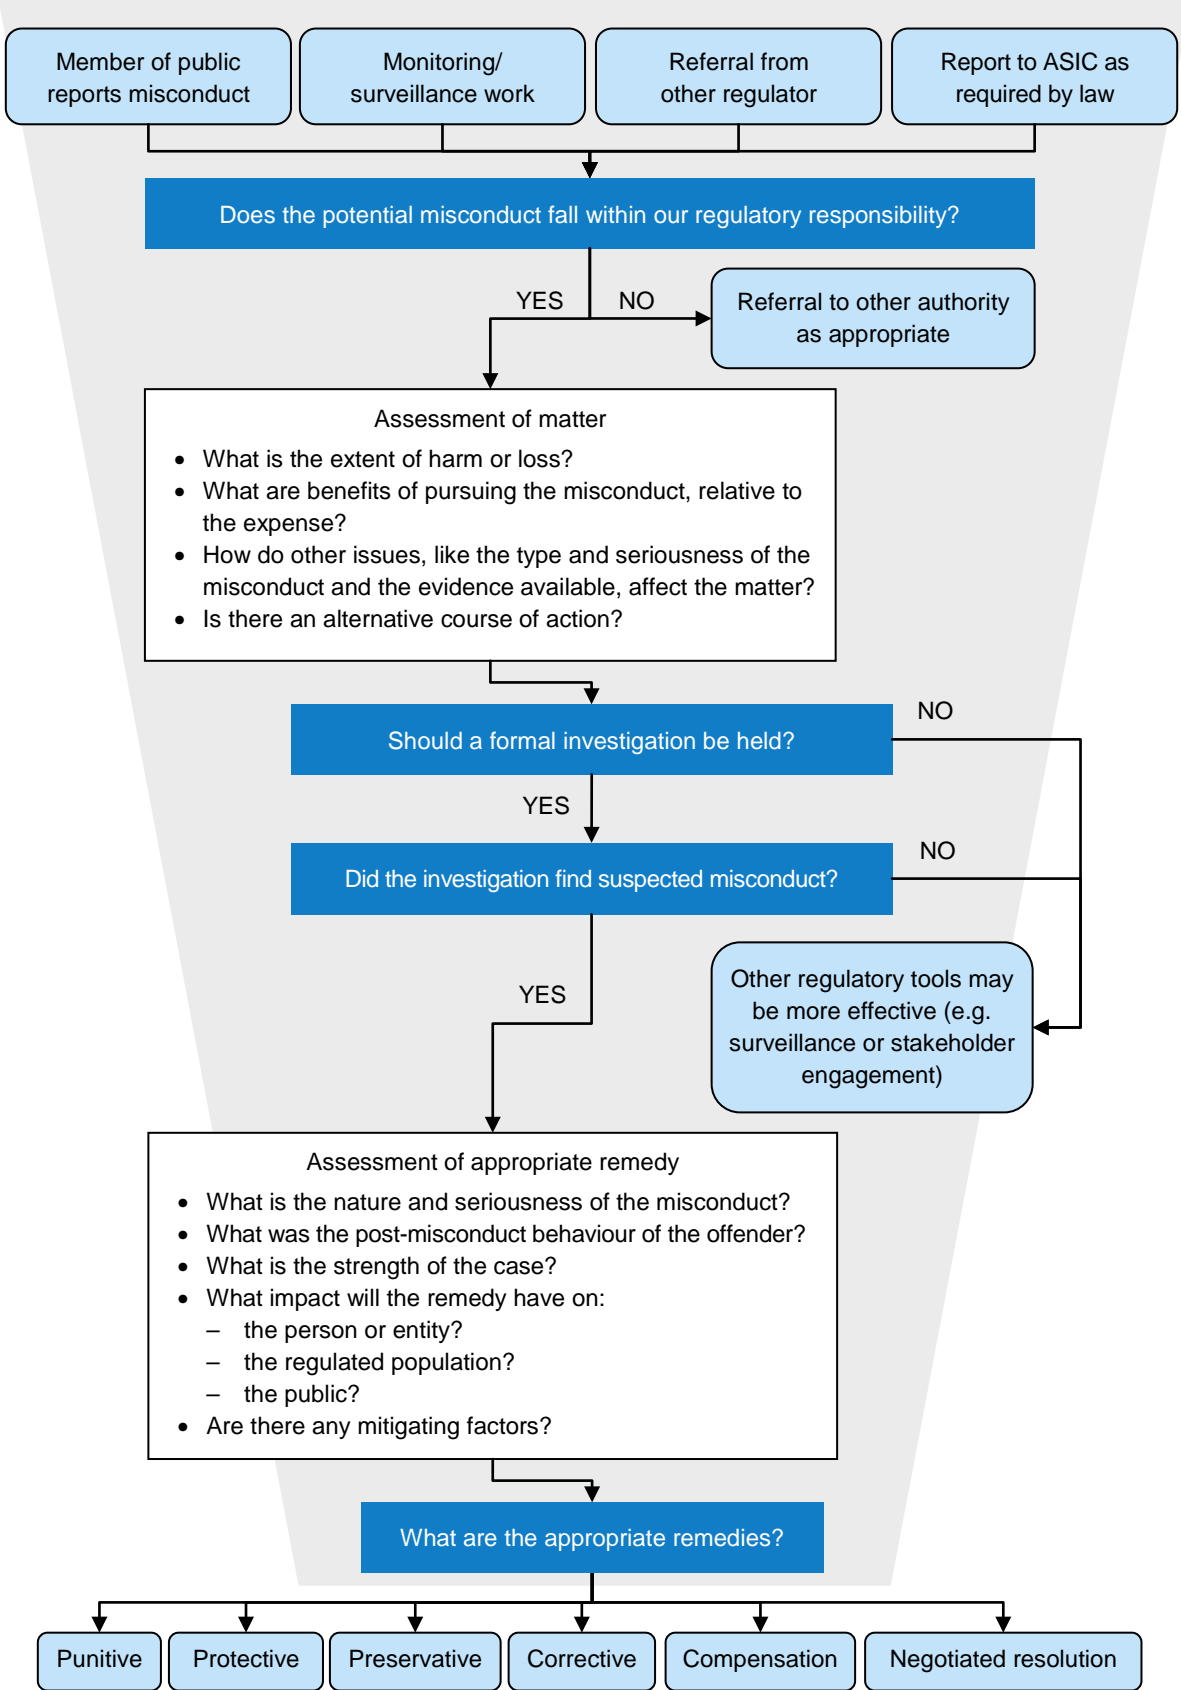 Member of public
reports misconduct
Monitoring/
surveillance work
Referral from
other regulator
Report to ASIC as
required by law
Does the potential misconduct fall within our regulatory responsibility?
YES
NO
Referral to other authority
as appropriate
Assessment of matter
• What is the extent of harm or loss?
• What are benefits of pursuing the misconduct, relative to
the expense?
• How do other issues, like the type and seriousness of the
misconduct and the evidence available, affect the matter?
• Is there an alternative course of action?
Should a formal investigation be held?
NO
YES
Did the investigation find suspected misconduct?
NO
YES
Other regulatory tools may
be more effective (e.g.
surveillance or stakeholder
engagement)
Assessment of appropriate remedy
• What is the nature and seriousness of the misconduct?
• What was the post-misconduct behaviour of the offender?
• What is the strength of the case?
• What impact will the remedy have on:
– the person or entity?
– the regulated population?
– the public?
• Are there any mitigating factors?
What are the appropriate remedies?
Punitive
Protective
Preservative
Corrective
Compensation
Negotiated resolution